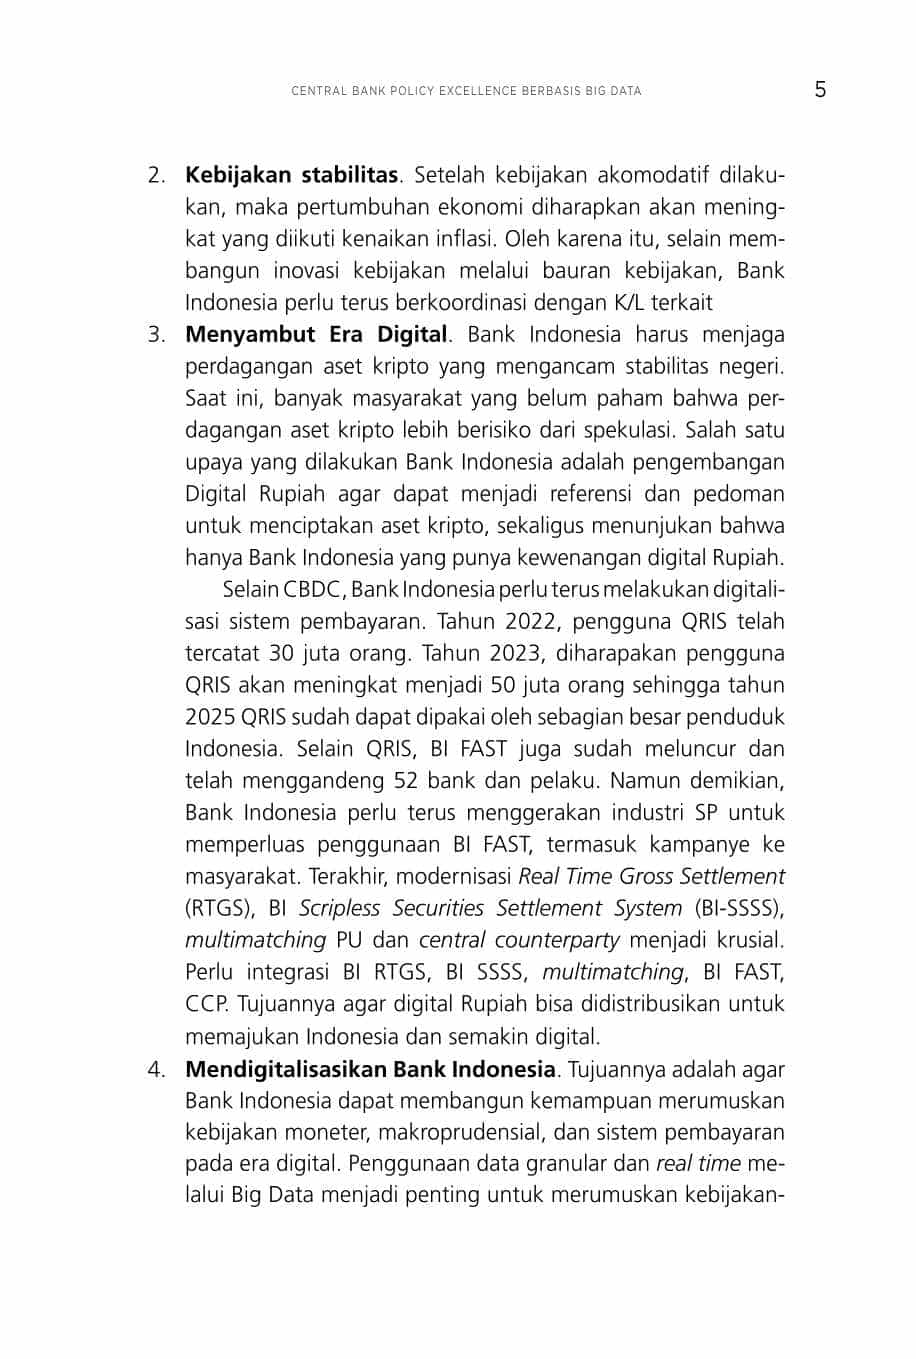 CENTRAL BANK POLICY EXCELLENCE BERBASIS BIG DATA 5
2. Kebijakan stabilitas. Setelah kebijakan akomodatif dilaku-
kan, maka pertumbuhan ekonomi diharapkan akan mening-
kat yang diikuti kenaikan inflasi. Oleh karena itu, selain mem-
bangun inovasi kebijakan melalui bauran kebijakan, Bank
Indonesia perlu terus berkoordinasi dengan K/L terkait
3. Menyambut Era Digital. Bank Indonesia harus menjaga
perdagangan aset kripto yang mengancam stabilitas negeri.
Saat ini, banyak masyarakat yang belum paham bahwa per-
dagangan aset kripto lebih berisiko dari spekulasi. Salah satu
upaya yang dilakukan Bank Indonesia adalah pengembangan
Digital Rupiah agar dapat menjadi referensi dan pedoman
untuk menciptakan aset kripto, sekaligus menunjukan bahwa
hanya Bank Indonesia yang punya kewenangan digital Rupiah.
Selain CBDC, Bank Indonesia perlu terus melakukan digitali-
sasi sistem pembayaran. Tahun 2022, pengguna QRIS telah
tercatat 30 juta orang. Tahun 2023, diharapakan pengguna
QRIS akan meningkat menjadi 50 juta orang sehingga tahun
2025 QRIS sudah dapat dipakai oleh sebagian besar penduduk
Indonesia. Selain QRIS, BI FAST juga sudah meluncur dan
telah menggandeng 52 bank dan pelaku. Namun demikian,
Bank Indonesia perlu terus menggerakan industri SP untuk
memperluas penggunaan BI FAST, termasuk kampanye ke
masyarakat. Terakhir, modernisasi Real Time Gross Settlement
(RTGS), BI Scripless Securities Settlement System (BI-SSSS),
multimatching PU dan central counterparty menjadi krusial.
Perlu integrasi BI RTGS, BI SSSS, multimatching, BI FAST,
CCP. Tujuannya agar digital Rupiah bisa didistribusikan untuk
memajukan Indonesia dan semakin digital.
4. Mendigitalisasikan Bank Indonesia. Tujuannya adalah agar
Bank Indonesia dapat membangun kemampuan merumuskan
kebijakan moneter, makroprudensial, dan sistem pembayaran
pada era digital. Penggunaan data granular dan real time me-
lalui Big Data menjadi penting untuk merumuskan kebijakan-